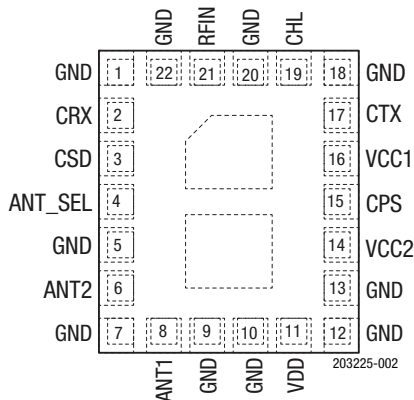 GND RFIN GND CHL
GND 1 22 21 20 19 18 GND
CRX 2 17 CTX
CSD 3 16 VCC1
ANT_SEL 4 15 CPS
GND 5 14 VCC2
ANT2 6 13 GND
GND 7 8 9 10 11 12 GND
ANT1 GND GND VDD
203225-002